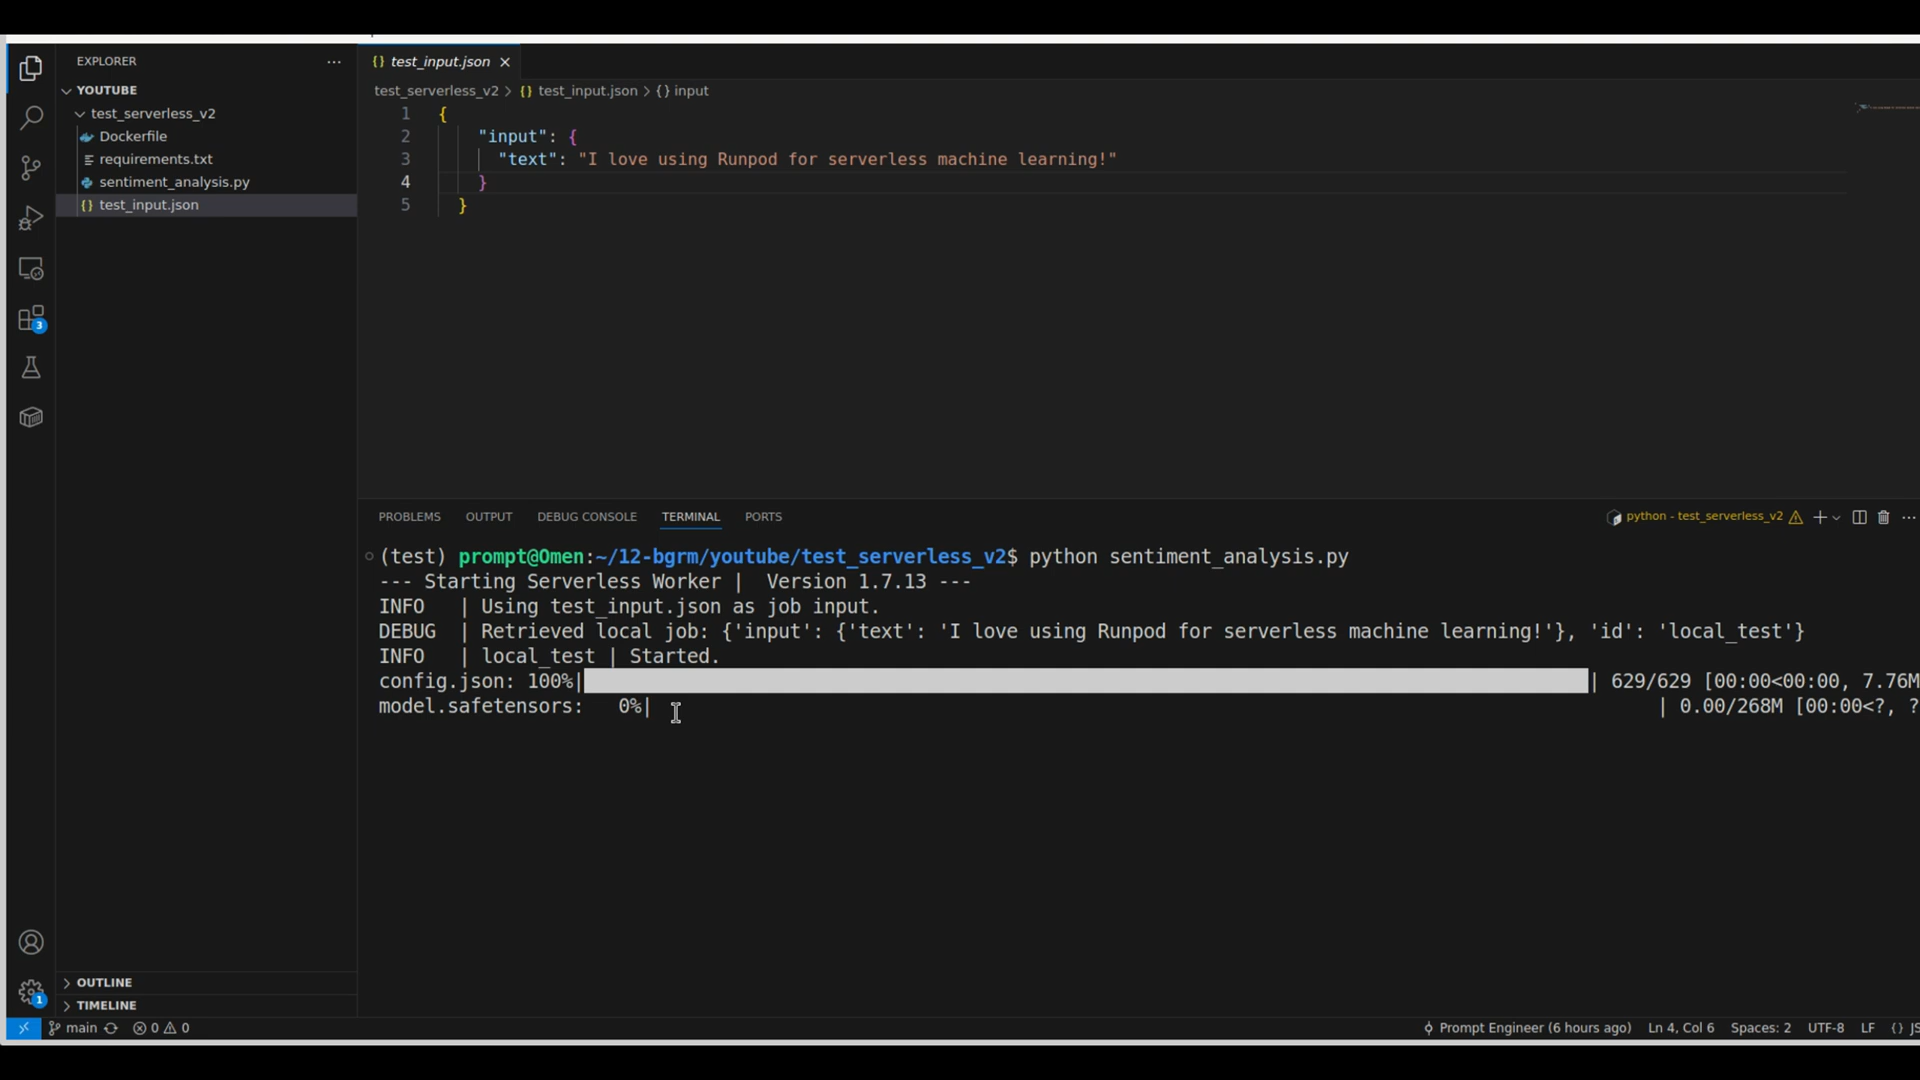 EXPLORER
YOUTUBE
test_serverless_v2
Dockerfile
requirements.txt
sentiment_analysis.py
test_input.json
test_input.json
test_serverless_v2 > {} test_input.json > {} input
1 {
2 "input": {
3 "text": "I love using Runpod for serverless machine learning!"
4 }
5 }
PROBLEMS OUTPUT DEBUG CONSOLE TERMINAL PORTS
python - test_serverless_v2
(test) prompt@Omen:~/12-bgrm/youtube/test_serverless_v2$ python sentiment_analysis.py
--- Starting Serverless Worker | Version 1.7.13 ---
INFO | Using test_input.json as job input.
DEBUG | Retrieved local job: {'input': {'text': 'I love using Runpod for serverless machine learning!'}, 'id': 'local_test'}
INFO | local_test | Started.
config.json: 100%| | 629/629 [00:00<00:00, 7.76M
model.safetensors: 0%| | 0.00/268M [00:00<?, ?
3
OUTLINE
1
TIMELINE
main 0 0 Prompt Engineer (6 hours ago) Ln 4, Col 6 Spaces: 2 UTF-8 LF {} JS